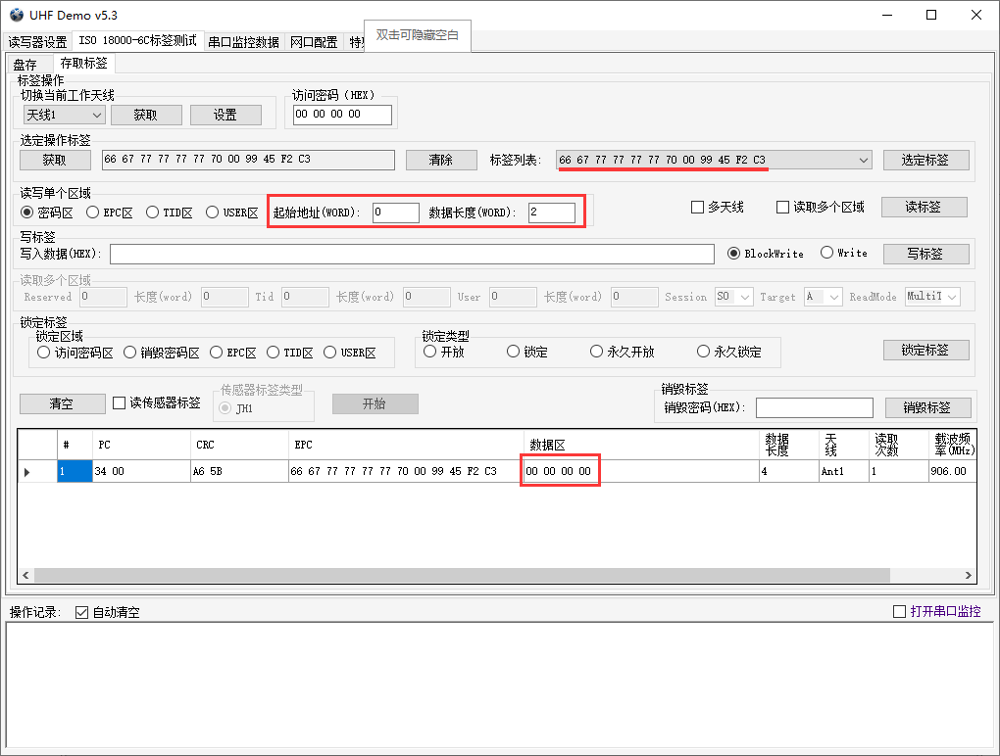 UHF Demo v5.3
双击可隐藏空白
读写器设置 ISO 18000-6C标签测试 串口监控数据 网口配置
盘存 存取标签
标签操作
切换当前工作天线 访问密码 (HEX)
天线1 获取 设置 00 00 00 00
选定操作标签
获取 66 67 77 77 77 77 70 00 99 45 F2 C3 清除 标签列表: 66 67 77 77 77 77 70 00 99 45 F2 C3 选定标签
读写单个区域
密码区 EPC区 TID区 USER区 起始地址(WORD): 0 数据长度(WORD): 2 多天线 读取多个区域 读标签
写标签
写入数据(HEX): BlockWrite Write 写标签
读取多个区域
Reserved 0 长度(word) 0 Tid 0 长度(word) 0 User 0 长度(word) 0 Session S0 Target A ReadMode MultiT
锁定标签
锁定区域 锁定类型
访问密码区 销毁密码区 EPC区 TID区 USER区 开放 锁定 永久开放 永久锁定 锁定标签
清空 读传感器标签 传感器标签类型 JH1 开始 销毁标签 销毁密码(HEX): 销毁标签
# PC CRC EPC 数据区 数据长度 天线 读取次数 载波频率(MHz)
1 34 00 A6 5B 66 67 77 77 77 77 70 00 99 45 F2 C3 00 00 00 00 4 Ant1 1 906.00
操作记录: 自动清空 打开串口监控